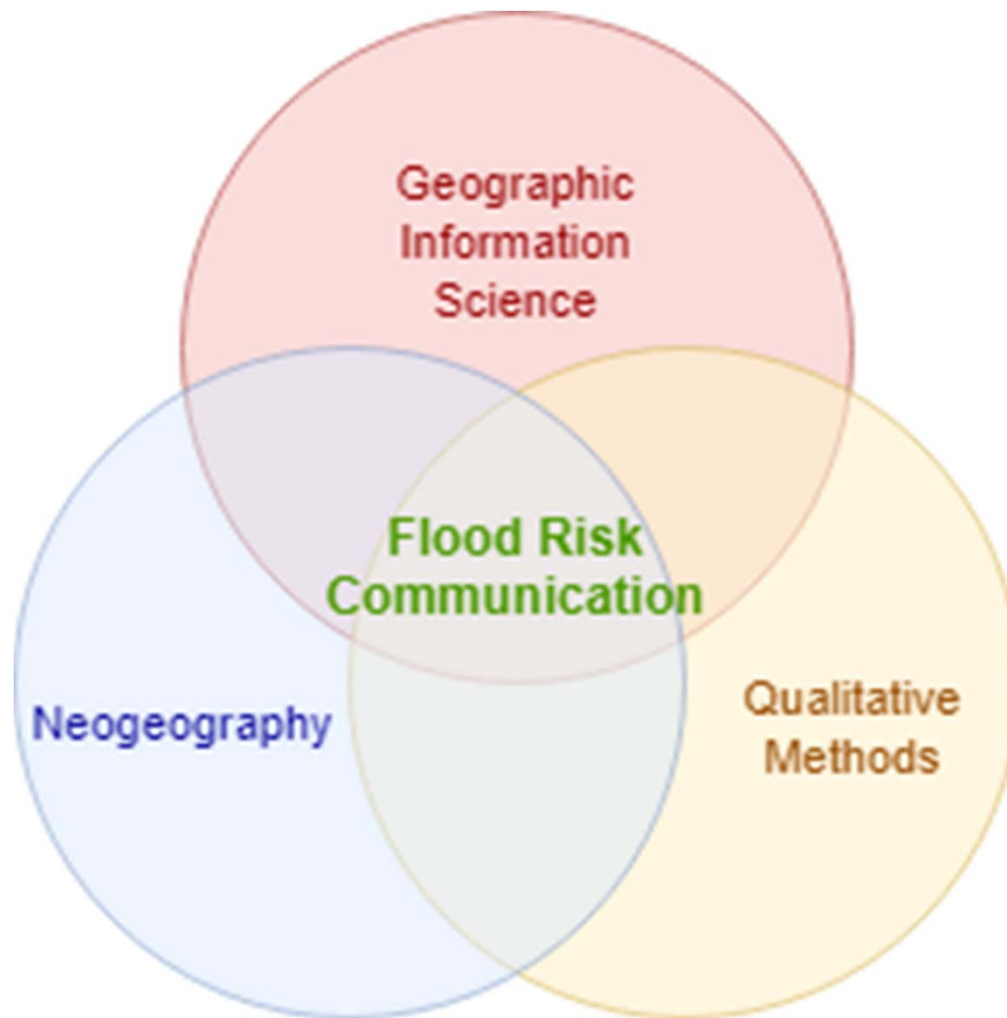 Geographic
Information
Science
Flood Risk
Communication
Neogeography
Qualitative
Methods